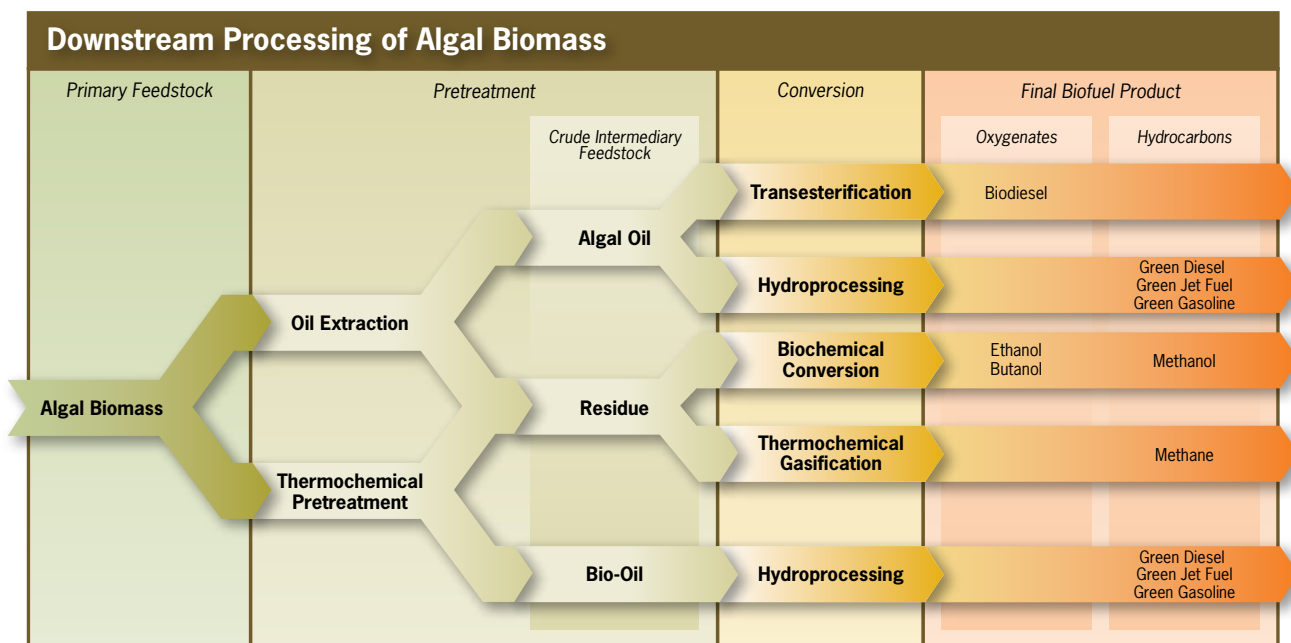 Downstream Processing of Algal Biomass
Primary Feedstock
Pretreatment
Conversion
Final Biofuel Product
Crude Intermediary
Feedstock
Oxygenates
Hydrocarbons
Algal Biomass
Oil Extraction
Thermochemical
Pretreatment
Algal Oil
Residue
Bio-Oil
Transesterification
Biodiesel
Hydroprocessing
Green Diesel
Green Jet Fuel
Green Gasoline
Biochemical
Conversion
Ethanol
Butanol
Methanol
Thermochemical
Gasification
Methane
Hydroprocessing
Green Diesel
Green Jet Fuel
Green Gasoline